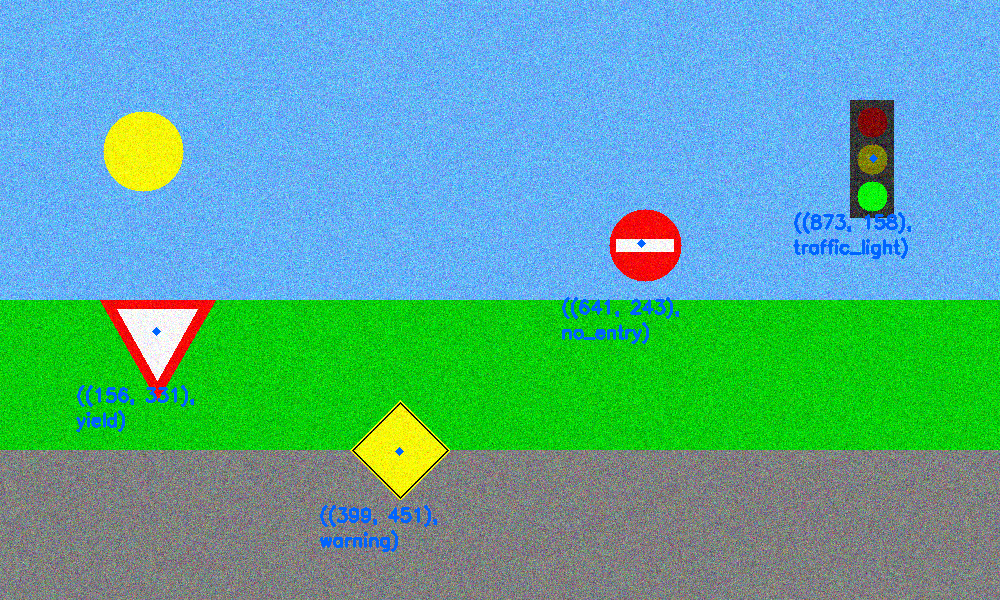 ((873, 158),
traffic_light)
((641, 243),
no_entry)
((156, 331),
yield)
((399, 451),
warning)